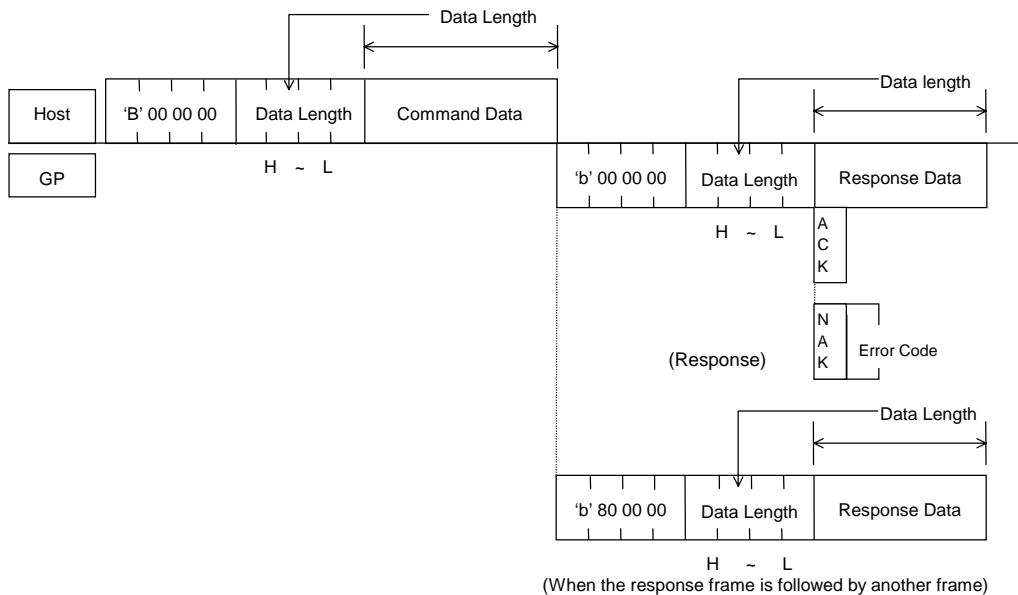 Data Length
Host
‘B’ 00 00 00
Data Length
Command Data
Data length
GP
H ~ L
‘b’ 00 00 00
Data Length
Response Data
H ~ L
A
C
K
N
A
K
Error Code
(Response)
Data Length
‘b’ 80 00 00
Data Length
Response Data
H ~ L
(When the response frame is followed by another frame)